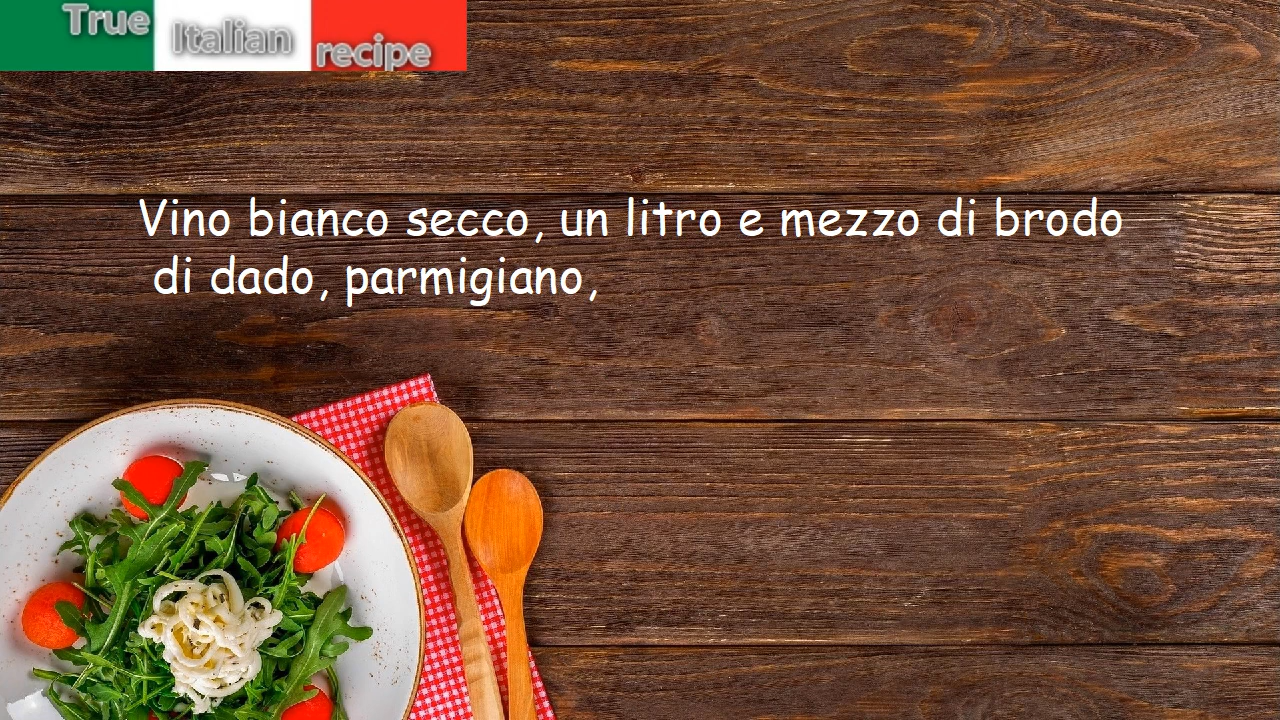 True Italian recipe
Vino bianco secco, un litro e mezzo di brodo
di dado, parmigiano,